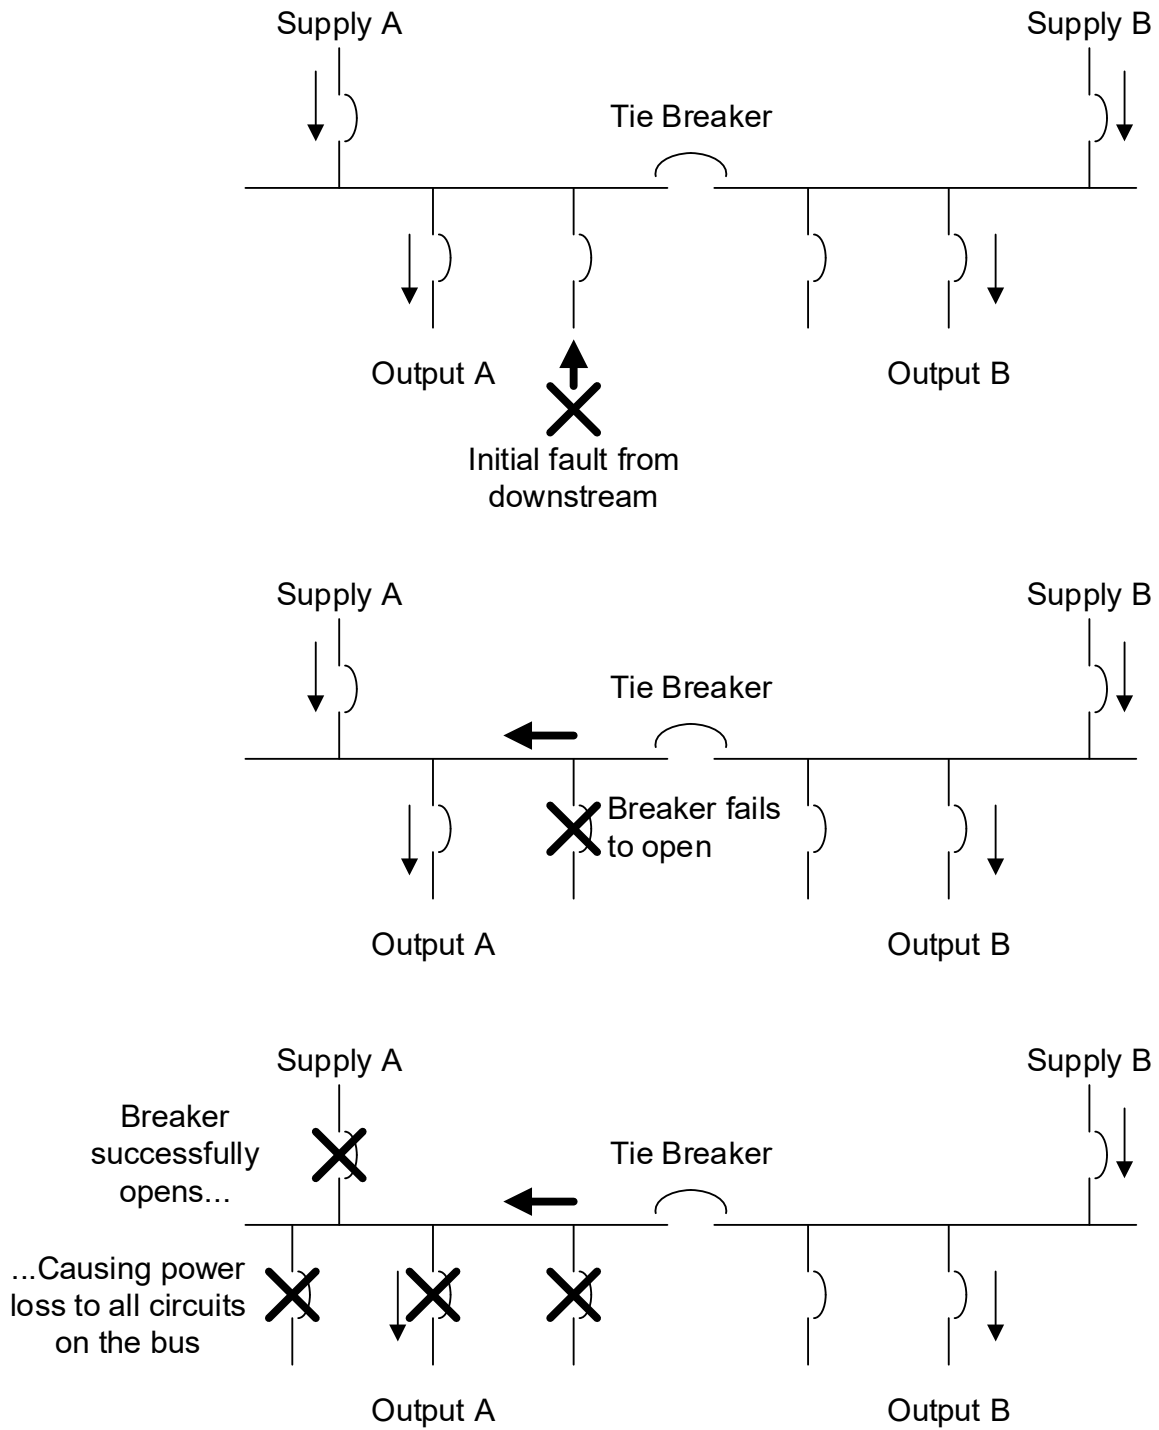 Supply A
Supply B
Tie Breaker
Output A
Output B
Initial fault from
downstream
Supply A
Supply B
Tie Breaker
Breaker fails
to open
Output A
Output B
Supply A
Supply B
Breaker
successfully
opens...
Tie Breaker
...Causing power
loss to all circuits
on the bus
Output A
Output B